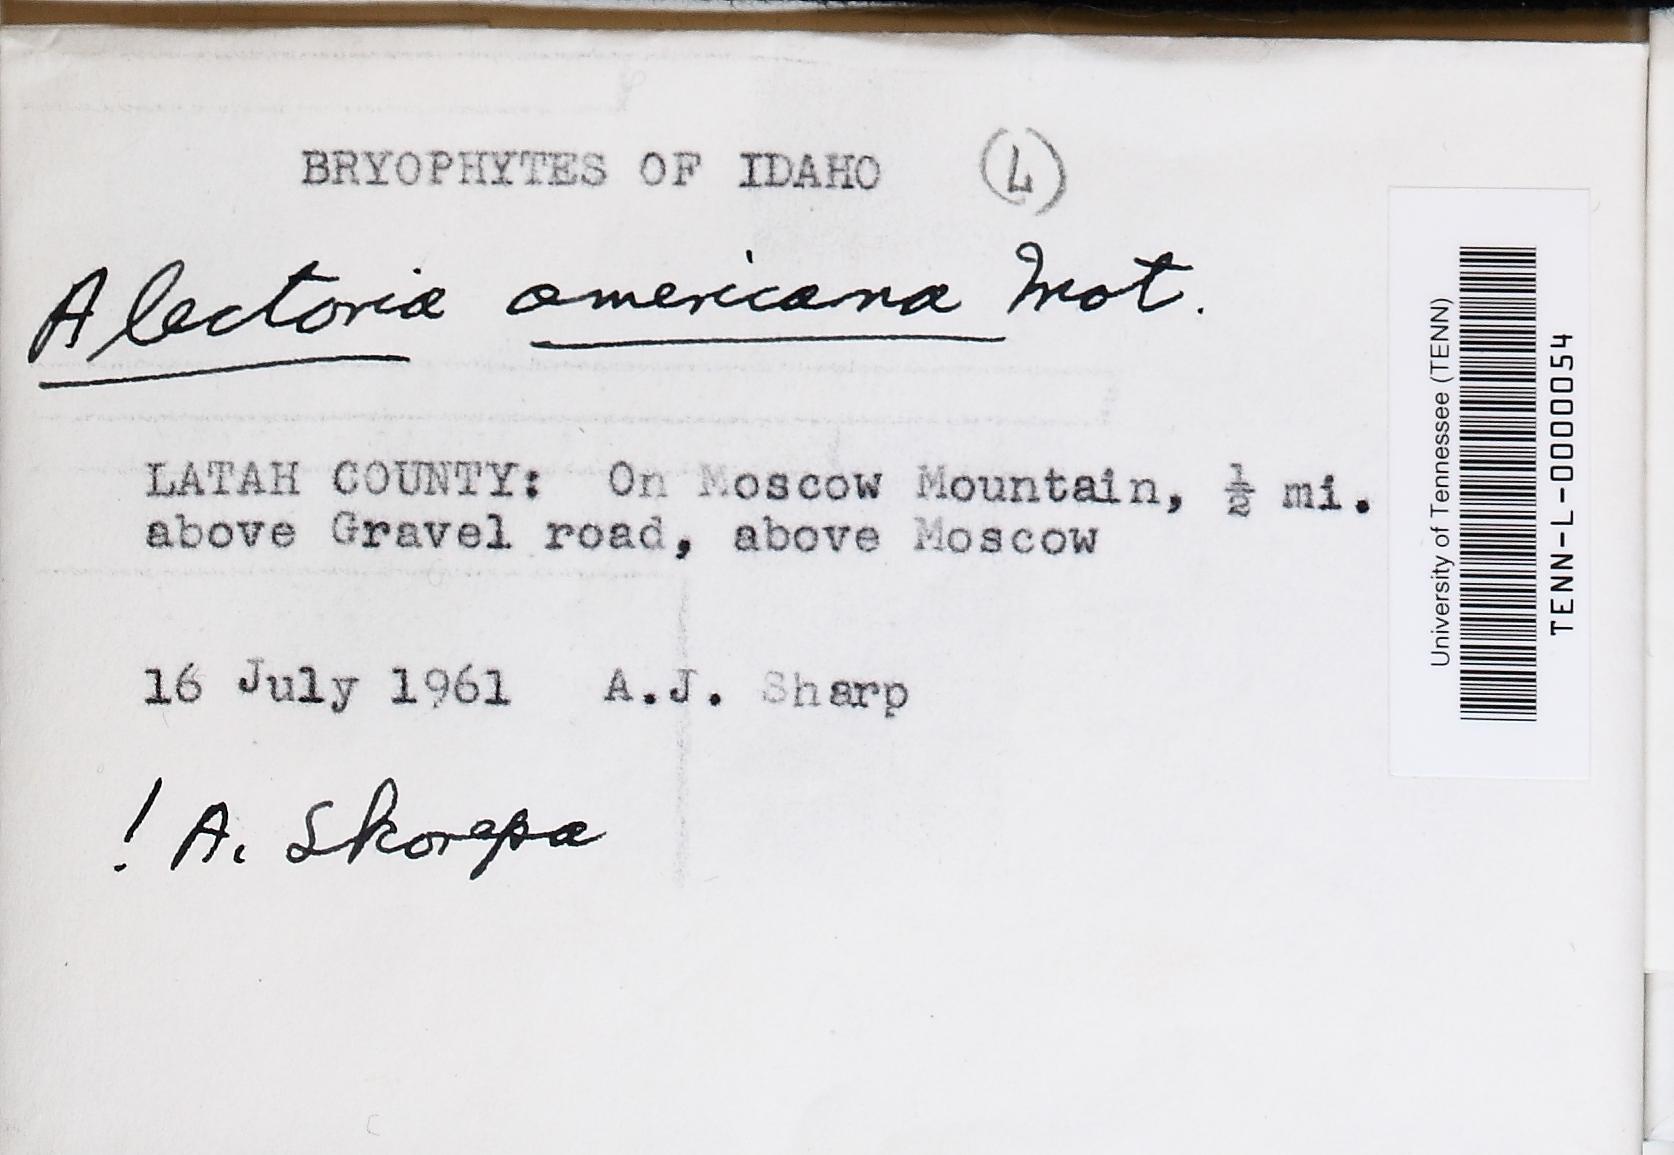 BRYOPHYTES OF IDAHO (L)
Alectoria americana Mot.
LATAH COUNTY: On Moscow Mountain, ½ mi.
above Gravel road, above Moscow
16 July 1961 A.J. Sharp
! A. Skorepa
University of Tennessee (TENN)
TENN-L-0000054